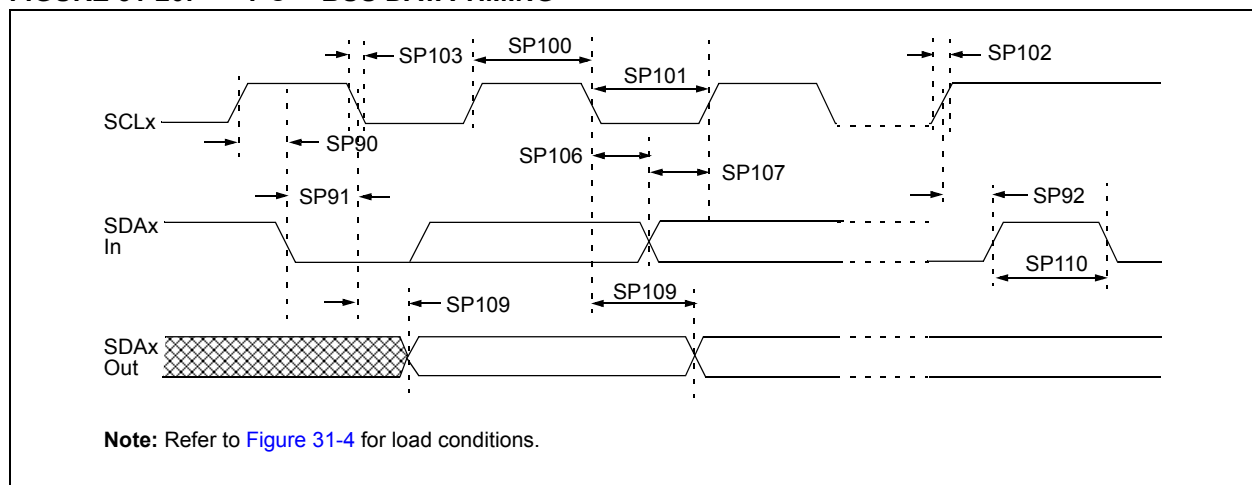 SP103
SP100
SP102
SP101
SCLx
SP90
SP106
SP107
SP91
SP92
SDAx
In
SP110
SP109
SP109
SDAx
Out
Note: Refer to Figure 31-4 for load conditions.